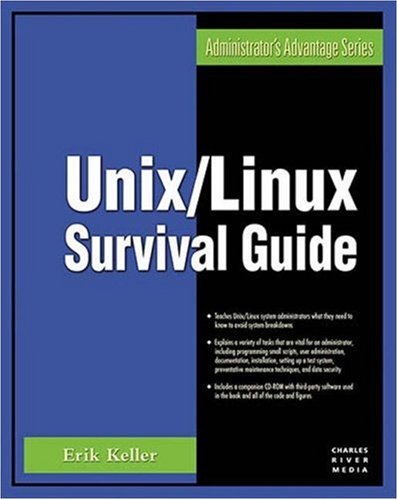 Administrator's Advantage Series
Unix/Linux
Survival Guide
• Teaches Unix/Linux system administrators what they need to
know to avoid system breakdowns
• Explains a variety of tasks that are vital for an administrator,
including programming small scripts, user administration,
documentation, installation, setting up a test system,
preventative maintenance techniques, and data security
• Includes a companion CD-ROM with third-party software used
in the book and all of the code and figures
Erik Keller
CHARLES
RIVER
MEDIA